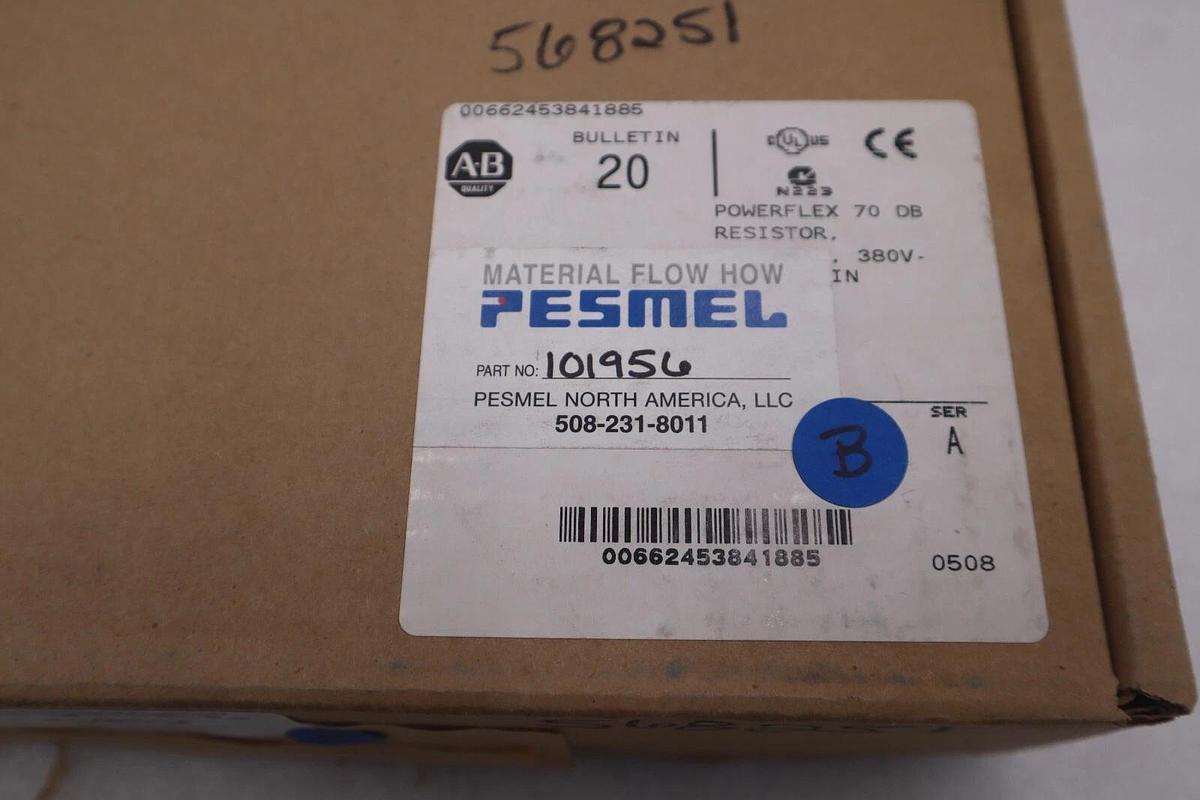 568251
00662453841885
A-B
QUALITY
BULLETIN
20
C UL US CE
N223
POWERFLEX 70 DB
RESISTOR,
, 380V-
IN
MATERIAL FLOW HOW
PESMEL
PART NO: 101956
PESMEL NORTH AMERICA, LLC
508-231-8011
B
SER
A
00662453841885
0508